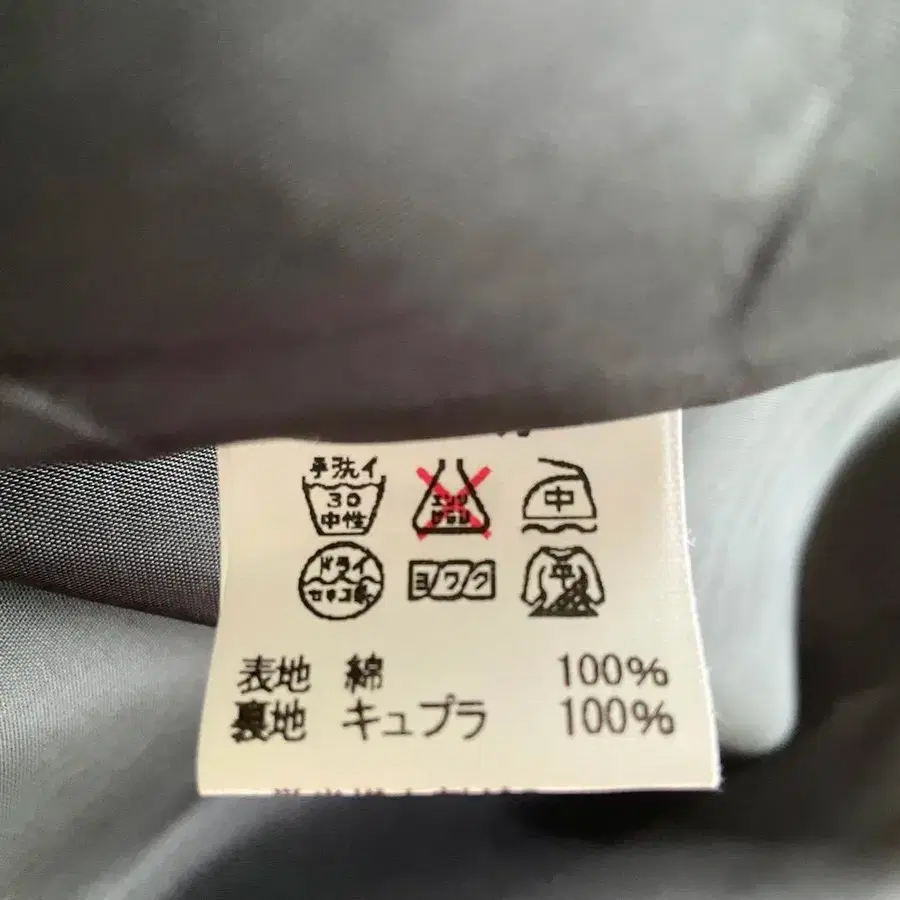 手洗イ
30
中性
エンソ
サラシ
中
ドライ
セキユ系
ヨワク
平
表地 綿 100%
裏地 キュプラ 100%